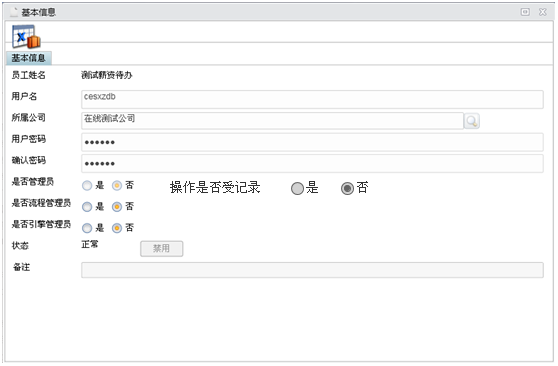 基本信息
基本信息
员工姓名 测试薪资待办
用户名 cesxzdb
所属公司 在线测试公司
用户密码 ●●●●●●
确认密码 ●●●●●●
是否管理员 是 否 操作是否受记录 是 否
是否流程管理员 是 否
是否引擎管理员 是 否
状态 正常 禁用
备注